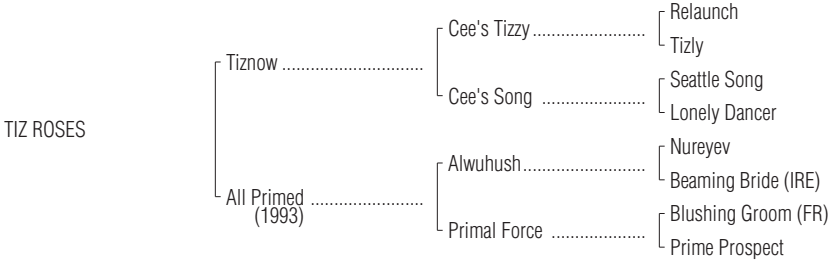 TIZ ROSES
Tiznow ............................
Cee's Tizzy .......................
Relaunch
Tizly
Cee's Song .....................
Seattle Song
Lonely Dancer
All Primed .......................
(1993)
Alwuhush.........................
Nureyev
Beaming Bride (IRE)
Primal Force ...................
Blushing Groom (FR)
Prime Prospect